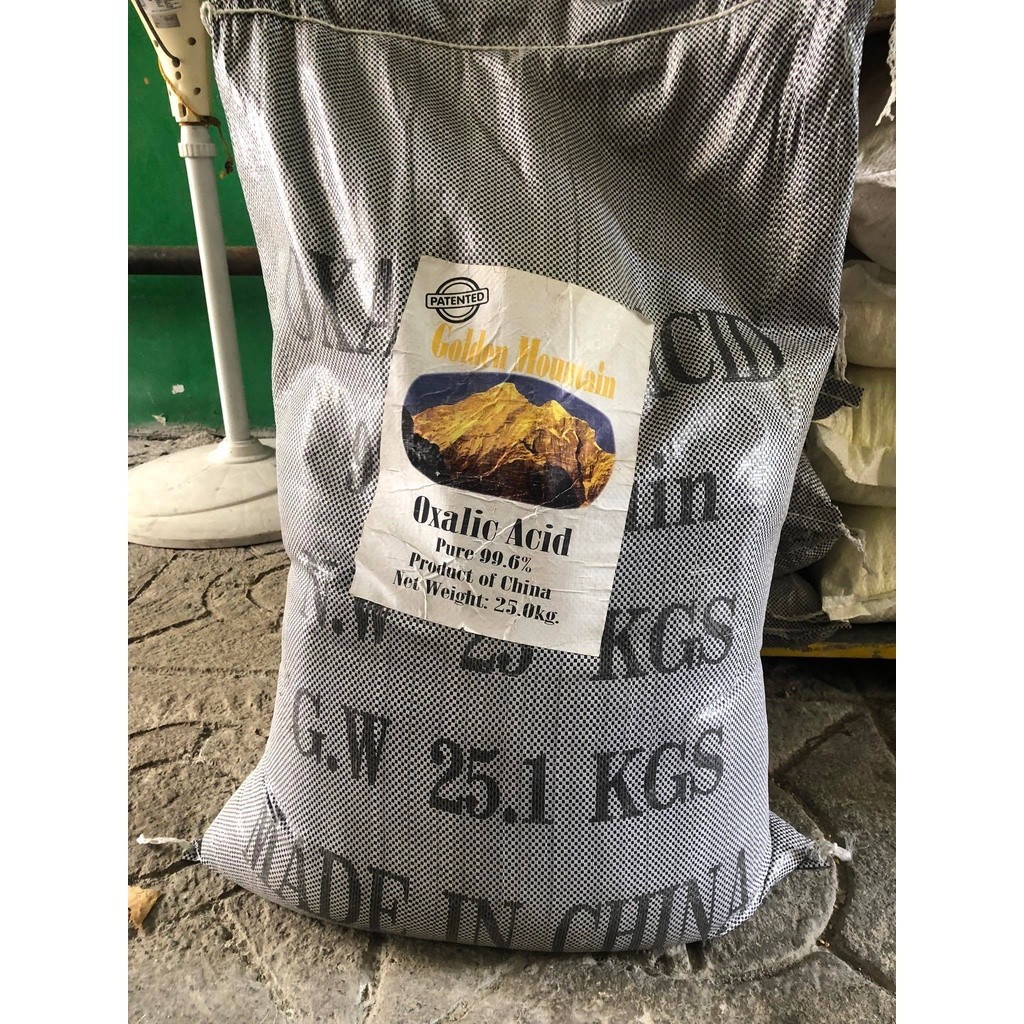 PATENTED
Golden Mountain
Oxalic Acid
Pure 99.6%
Product of China
Net Weight: 25.0kg.
25 KGS
G.W 25.1 KGS
MADE IN CHINA